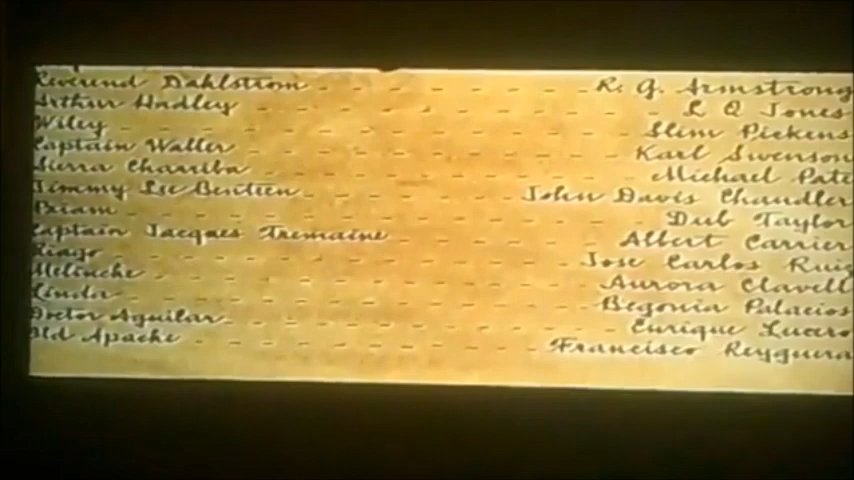 Reverend Dahlstrom R. G. Armstrong
Arthur Hadley L Q Jones
Wiley Slim Pickens
Captain Waller Karl Swenson
Sierra Charriba Michael Pate
Jimmy Lee Benteen John Davis Chandler
Priam Dub Taylor
Captain Jacques Tremaine Albert Carrier
Riago Jose Carlos Ruiz
Melinche Aurora Clavell
Linda Begonia Palacios
Doctor Aguilar Enrique Lucero
Old Apache Francisco Reyguera